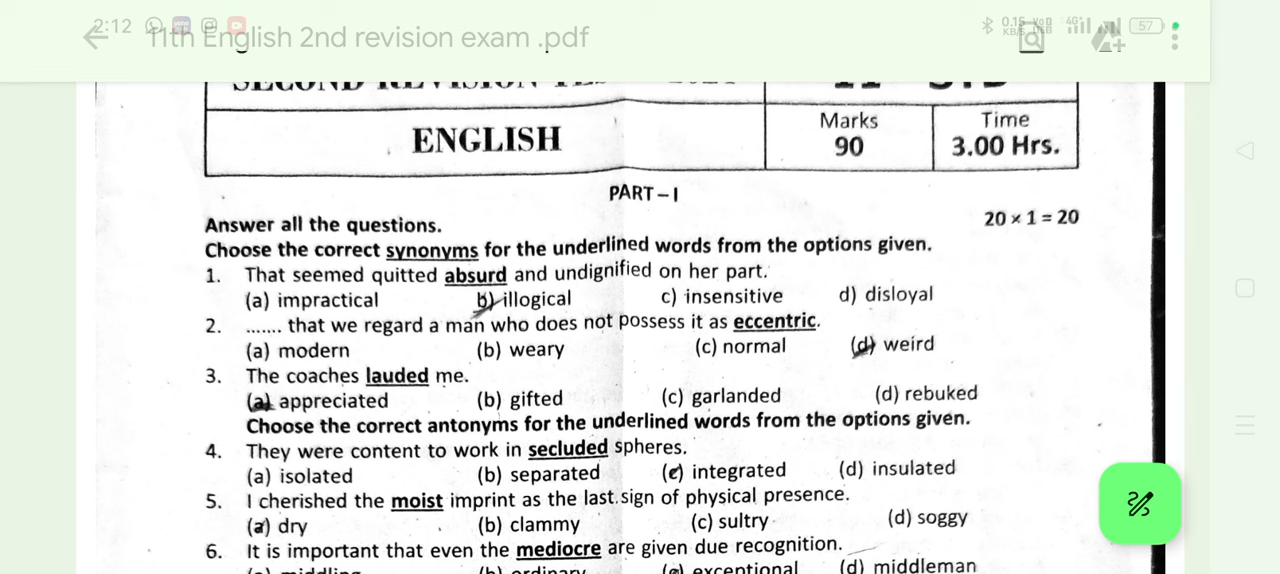 2:12 0.15 KB/S 4G 57
11th English 2nd revision exam .pdf
ENGLISH
Marks
90
Time
3.00 Hrs.
PART – I
Answer all the questions. 20 × 1 = 20
Choose the correct synonyms for the underlined words from the options given.
1. That seemed quitted absurd and undignified on her part.
(a) impractical b) illogical c) insensitive d) disloyal
2. ....... that we regard a man who does not possess it as eccentric.
(a) modern (b) weary (c) normal (d) weird
3. The coaches lauded me.
(a) appreciated (b) gifted (c) garlanded (d) rebuked
Choose the correct antonyms for the underlined words from the options given.
4. They were content to work in secluded spheres.
(a) isolated (b) separated (c) integrated (d) insulated
5. I cherished the moist imprint as the last sign of physical presence.
(a) dry (b) clammy (c) sultry (d) soggy
6. It is important that even the mediocre are given due recognition.
(a) middling (b) ordinary (c) exceptional (d) middleman